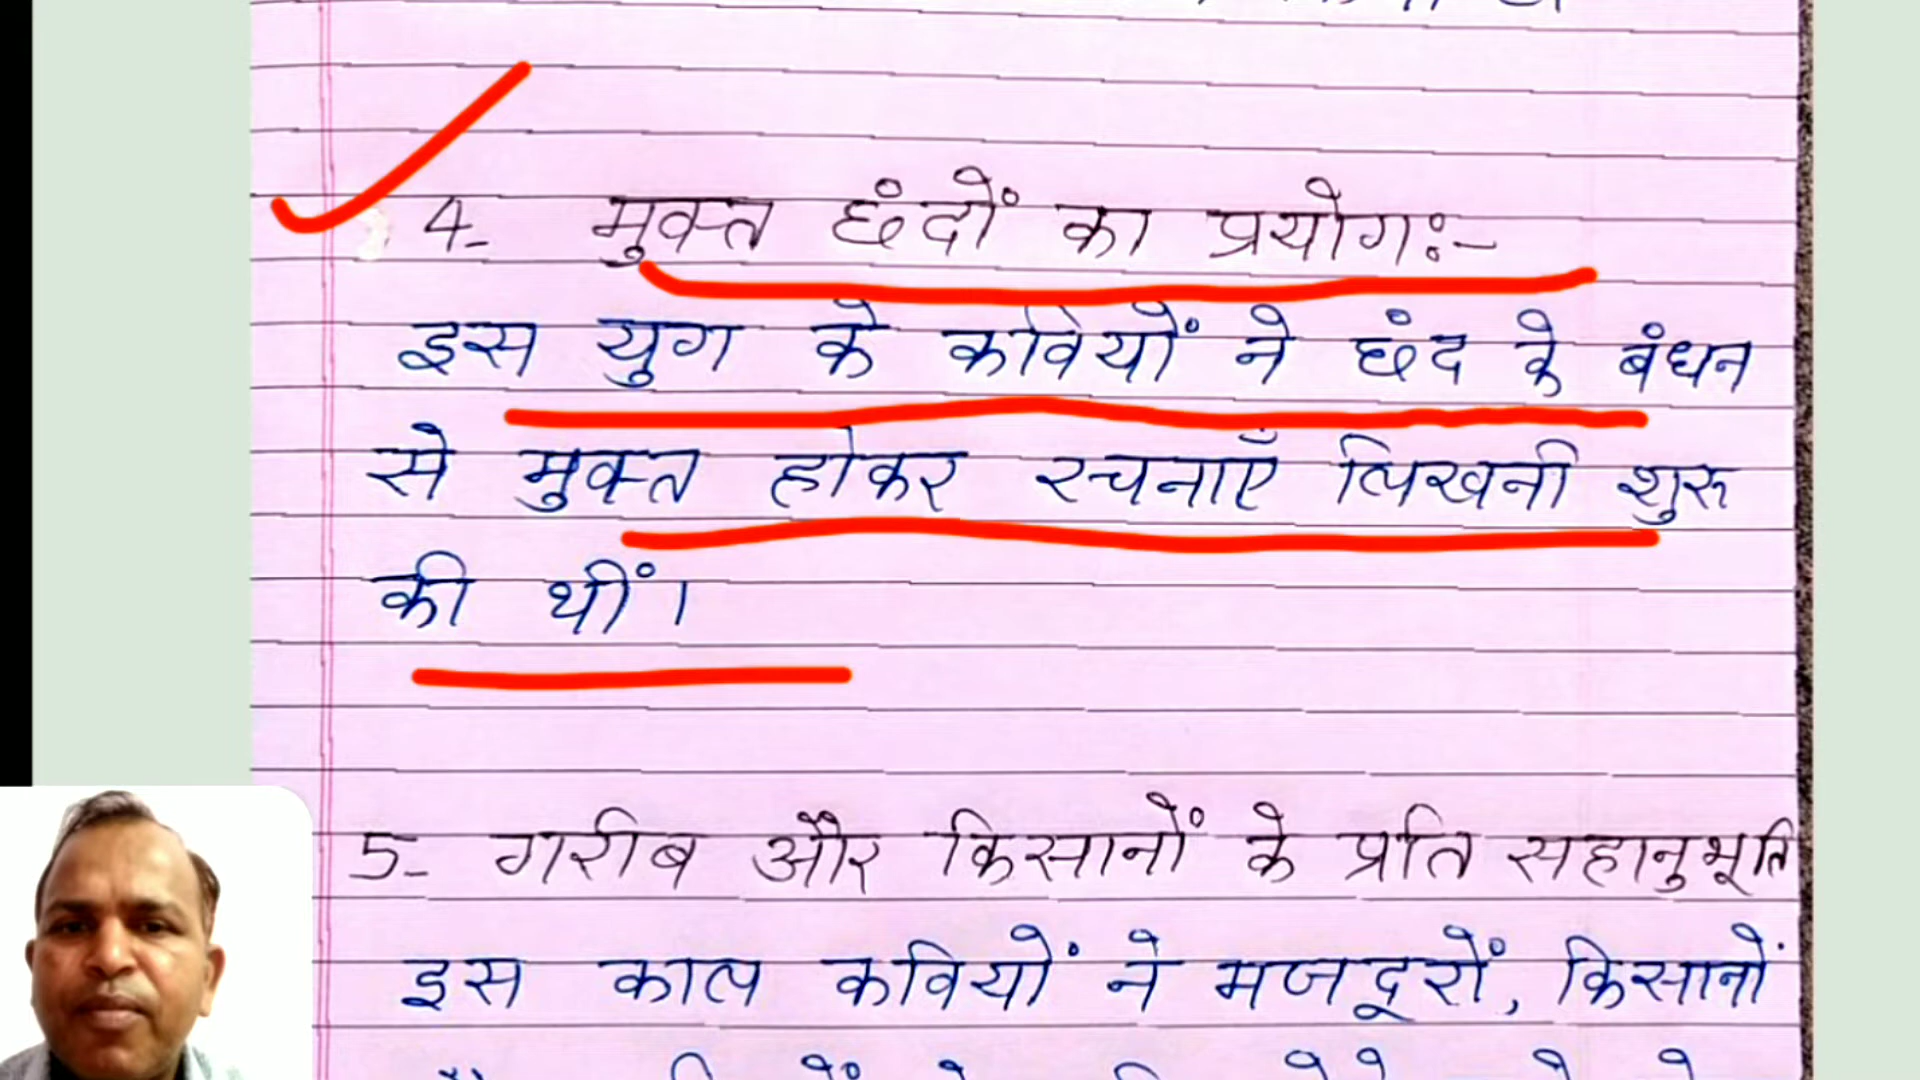 4- मुक्त छंदों का प्रयोगः-
इस युग के कवियों ने छंद के बंधन
से मुक्त होकर रचनाएँ लिखनी शुरू
की थीं।
5- गरीब और किसानों के प्रति सहानुभूति
इस काल कवियों ने मजदूरों, किसानों